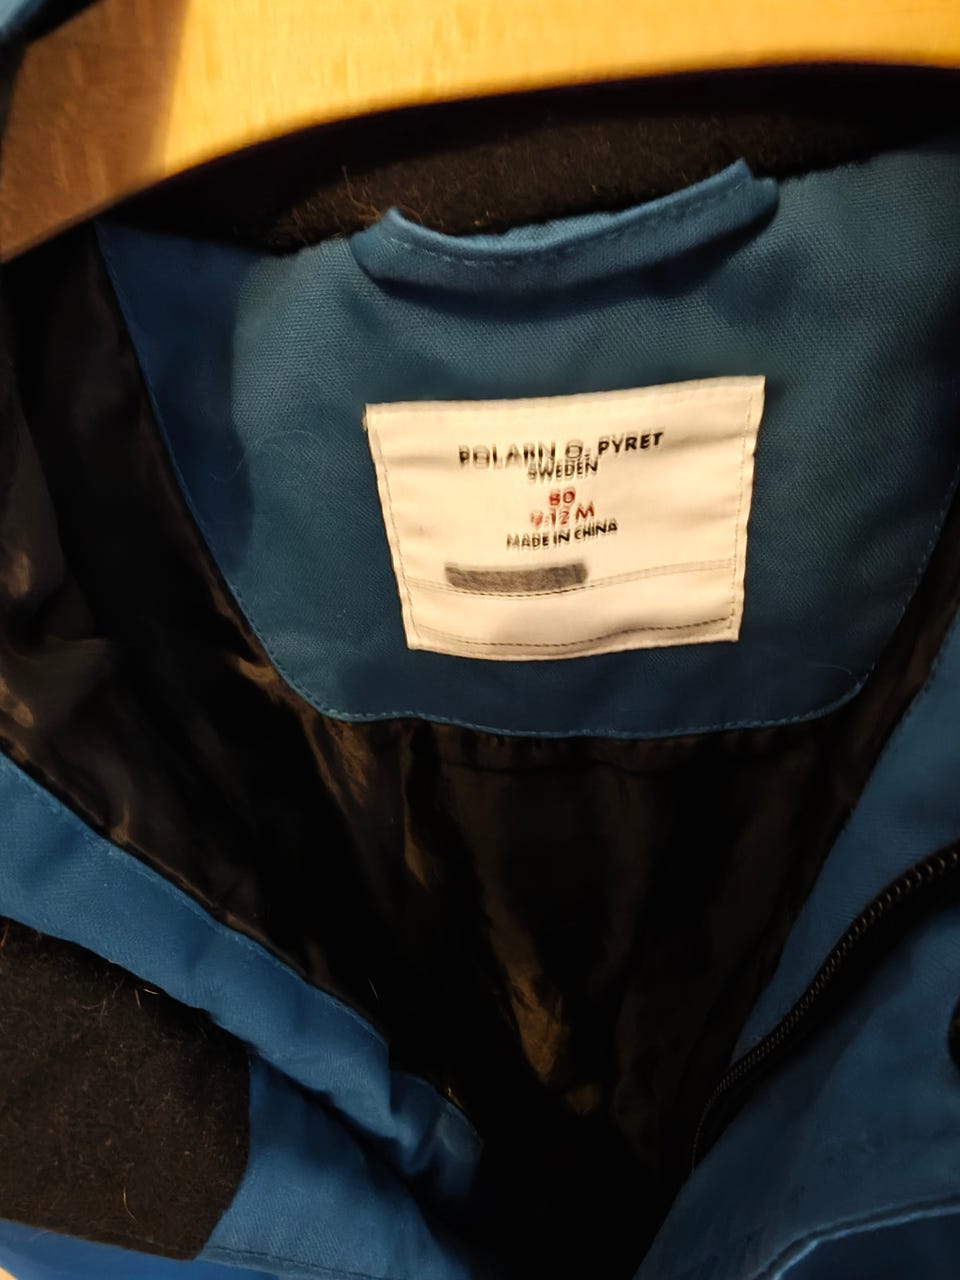 POLARN O. PYRET
SWEDEN
80
9-12 M
MADE IN CHINA